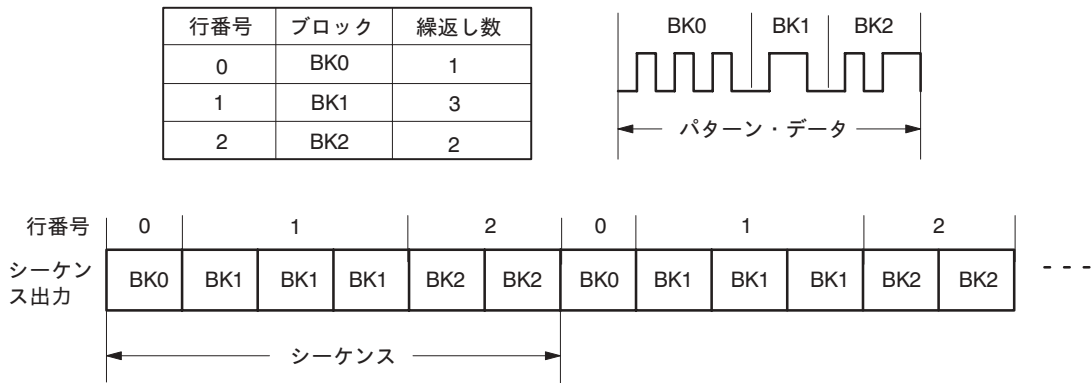 行番号 ブロック 繰返し数
0 BK0 1
1 BK1 3
2 BK2 2
BK0 BK1 BK2
パターン・データ
行番号 0 1 2 0 1 2
シーケン
ス出力
BK0 BK1 BK1 BK1 BK2 BK2 BK0 BK1 BK1 BK1 BK2 BK2
シーケンス